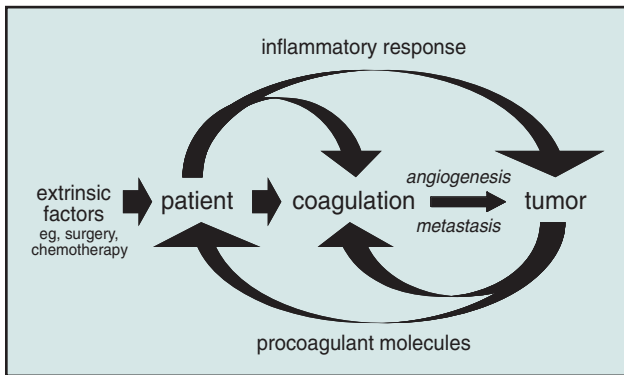 inflammatory response
extrinsic
factors
eg, surgery,
chemotherapy
patient
coagulation
angiogenesis
metastasis
tumor
procoagulant molecules